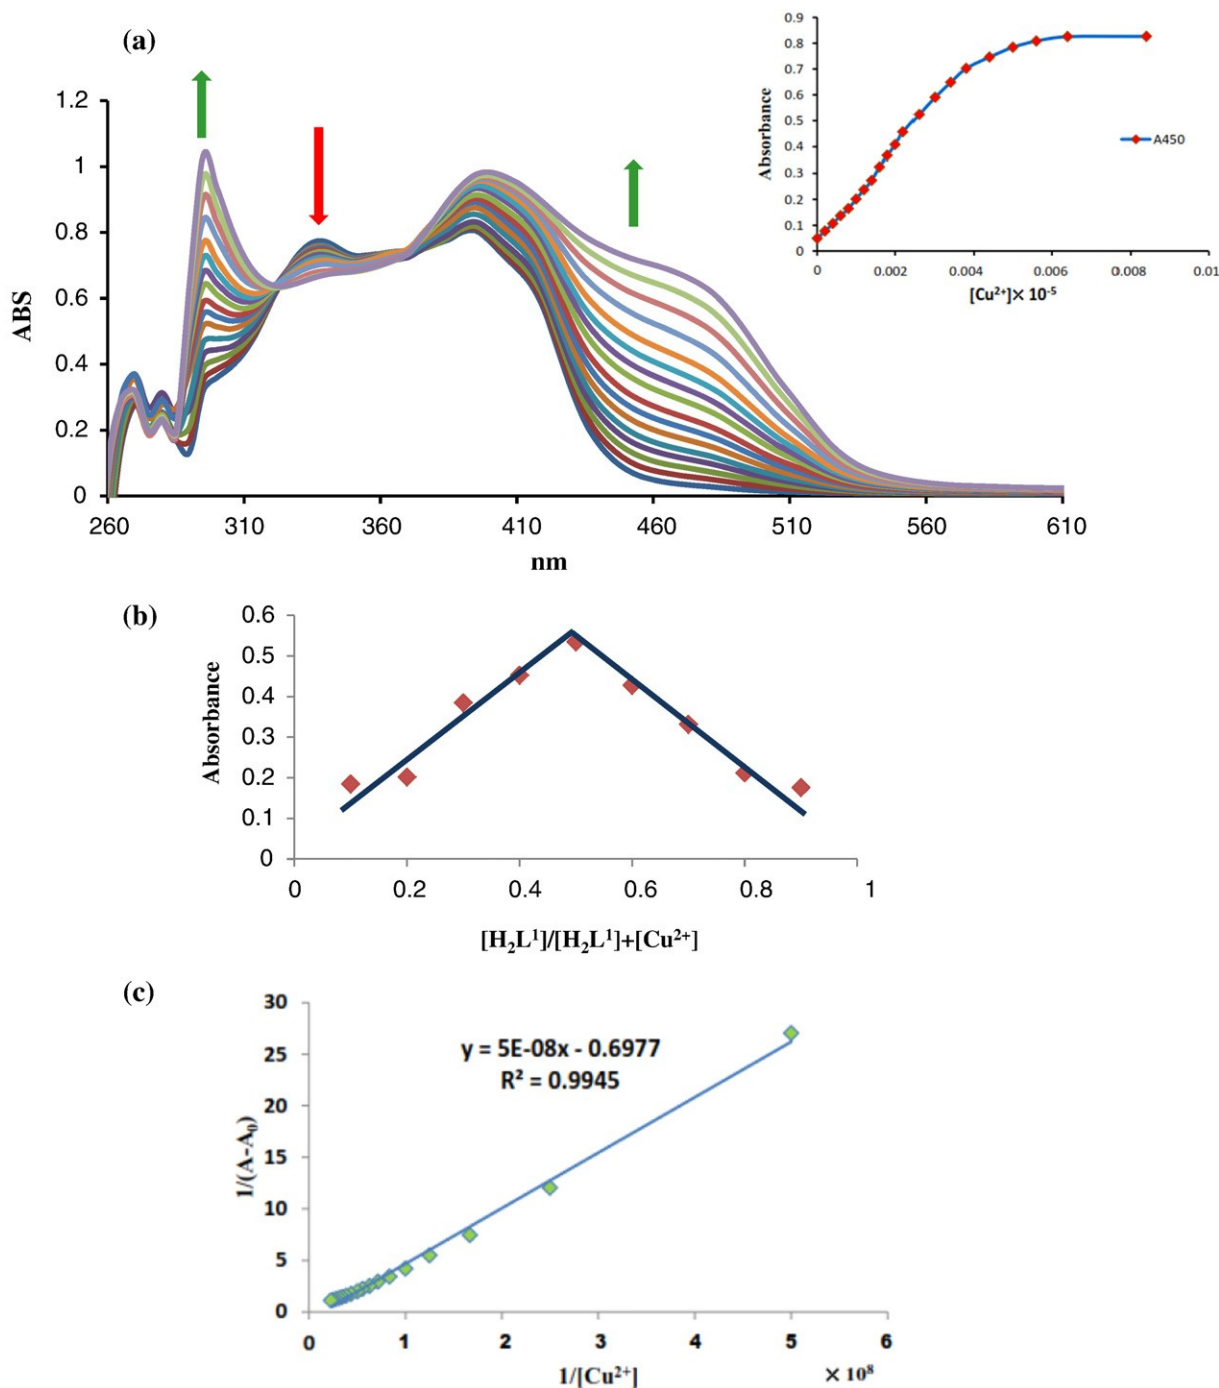 (a)
ABS
1.2
1
0.8
0.6
0.4
0.2
0
260 310 360 410 460 510 560 610
nm
Absorbance
0.9
0.8
0.7
0.6
0.5
0.4
0.3
0.2
0.1
0
A450
0 0.002 0.004 0.006 0.008 0.01
[Cu²⁺]× 10⁻⁵
(b)
Absorbance
0.6
0.5
0.4
0.3
0.2
0.1
0
0 0.2 0.4 0.6 0.8 1
[H₂L¹]/[H₂L¹]+[Cu²⁺]
(c)
1/(A-A₀)
30
25
20
15
10
5
0
y = 5E-08x - 0.6977
R² = 0.9945
0 1 2 3 4 5 6
1/[Cu²⁺] × 10⁸